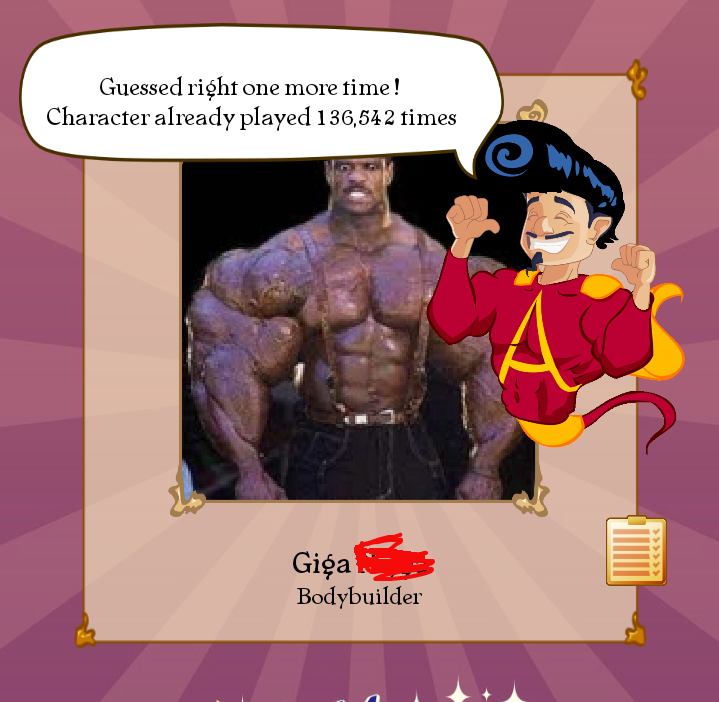 Guessed right one more time!
Character already played 136,542 times
Giga
Bodybuilder